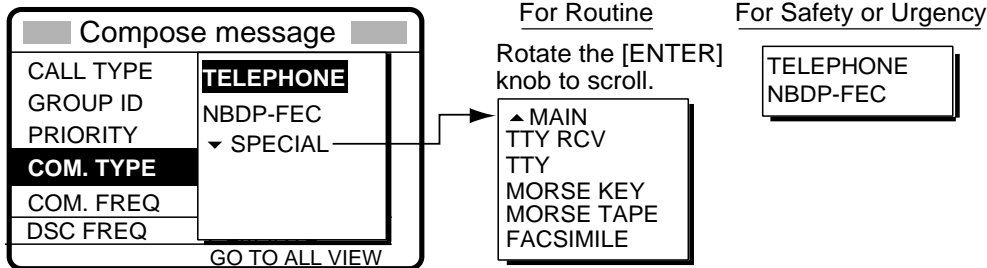 Compose message
CALL TYPE
GROUP ID
PRIORITY
COM. TYPE
COM. FREQ
DSC FREQ
TELEPHONE
NBDP-FEC
▼ SPECIAL
GO TO ALL VIEW
For Routine
Rotate the [ENTER]
knob to scroll.
▲ MAIN
TTY RCV
TTY
MORSE KEY
MORSE TAPE
FACSIMILE
For Safety or Urgency
TELEPHONE
NBDP-FEC